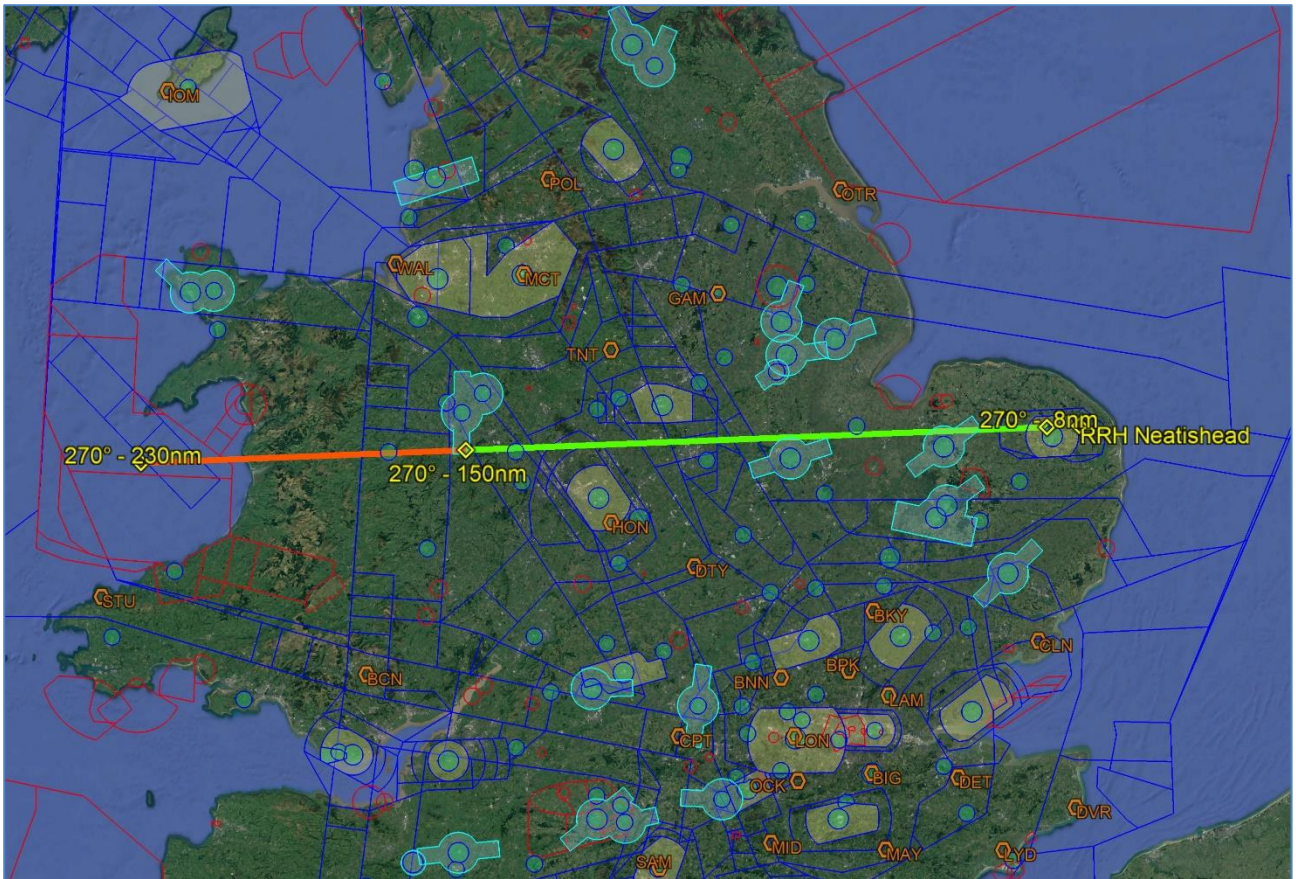 IOM
POL
OTR
WAL
MCT
GAM
TNT
270° - 8nm
RRH Neatishead
270° - 230nm
270° - 150nm
HON
DTY
STU
BKY
CLN
BCN
BNN
BPK
LAM
CPT
LON
OCK
BIG
DET
DVR
MID
MAY
LYD
SAM